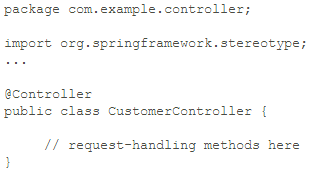 package com.example.controller;
import org.springframework.stereotype;
...
@Controller
public class CustomerController {
// request-handling methods here
}